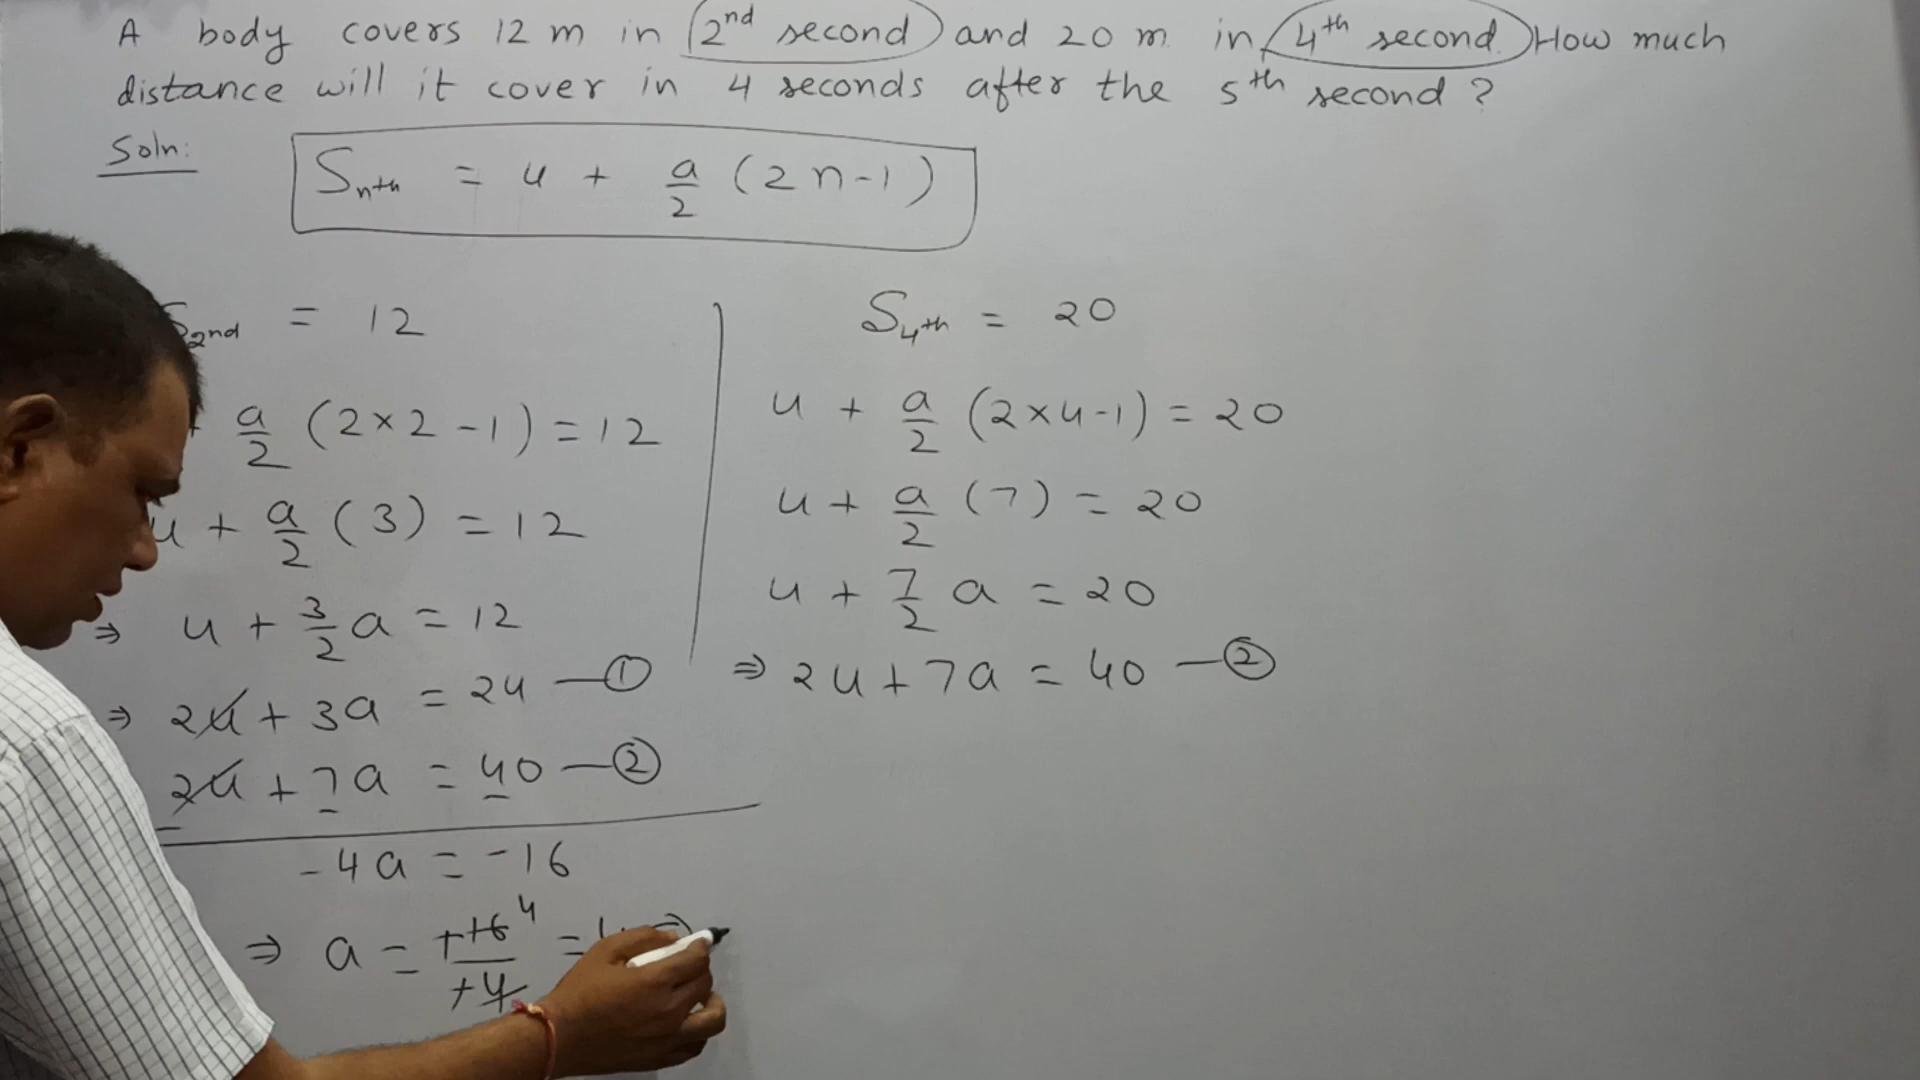 A body covers 12 m in 2nd second and 20 m in 4th second. How much
distance will it cover in 4 seconds after the 5th second ?
Soln:
Snth = u + a/2 (2n-1)
S2nd = 12
a/2 (2×2-1) = 12
u + a/2 (3) = 12
⇒ u + 3/2 a = 12
⇒ 2u + 3a = 24 — ①
2u + 7a = 40 — ②
-4a = -16
⇒ a = +16/+4 4 =
S4th = 20
u + a/2 (2×4-1) = 20
u + a/2 (7) = 20
u + 7/2 a = 20
⇒ 2u + 7a = 40 — ②